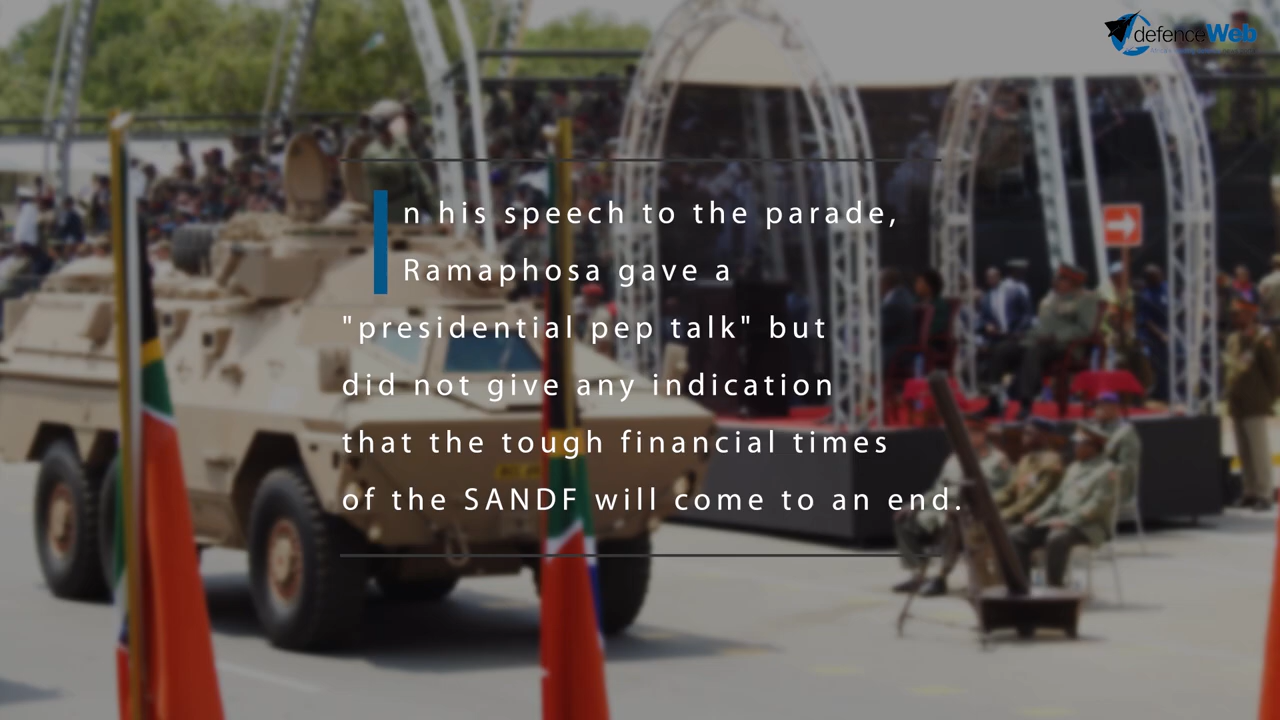 defenceWeb
In his speech to the parade,
Ramaphosa gave a
"presidential pep talk" but
did not give any indication
that the tough financial times
of the SANDF will come to an end.